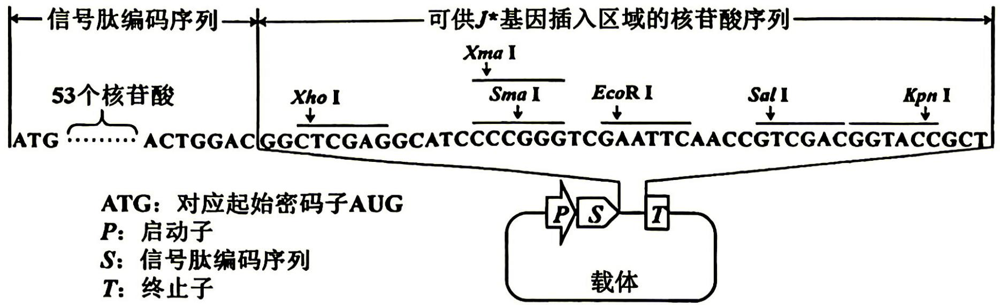 信号肽编码序列 可供J*基因插入区域的核苷酸序列
Xma I
53个核苷酸 Xho I Sma I EcoR I Sal I Kpn I
ATG ········· ACTGGACGGCTCGAGGCATCCCCCGGGTCGAATTCAACCGTCGACGGTACCGCT
ATG：对应起始密码子AUG
P：启动子
S：信号肽编码序列
T：终止子
P S T
载体